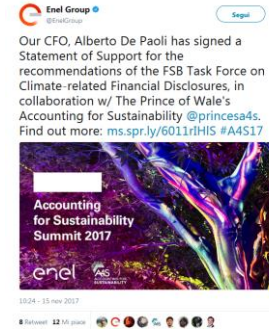 Enel Group
@EnelGroup
Segui
Our CFO, Alberto De Paoli has signed a
Statement of Support for the
recommendations of the FSB Task Force on
Climate-related Financial Disclosures, in
collaboration w/ The Prince of Wale's
Accounting for Sustainability @princesa4s.
Find out more: ms.spr.ly/6011rIHlS #A4S17
Accounting
for Sustainability
Summit 2017
enel
A4S
10:24 - 15 nov 2017
8 Retweet 12 Mi piace